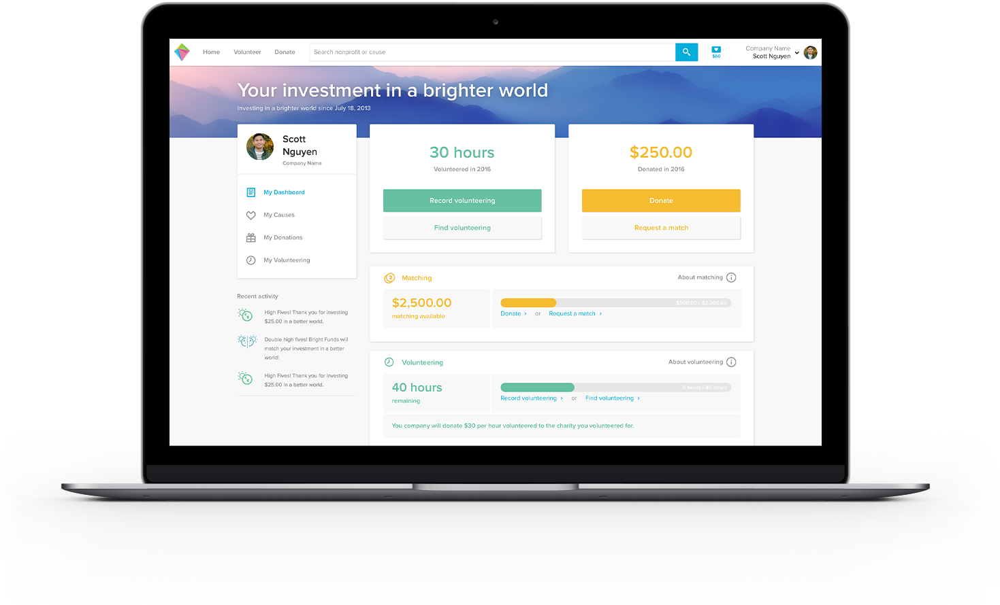 Home
Volunteer
Donate
Search nonprofit or cause
$60
Company Name
Scott Nguyen
Your investment in a brighter world
Investing in a brighter world since July 18, 2013
Scott
Nguyen
Company Name
My Dashboard
My Causes
My Donations
My Volunteering
Recent activity
High Fives! Thank you for investing
$25.00 in a better world.
Double high fives! Bright Funds will
match your investment in a better
world!
High Fives! Thank you for investing
$25.00 in a better world.
30 hours
Volunteered in 2016
Record volunteering
Find volunteering
$250.00
Donated in 2016
Donate
Request a match
2 Matching
About matching i
$2,500.00
matching available
$500.00 / $3,000.00
Donate > or Request a match >
Volunteering
About volunteering i
40 hours
remaining
0 hours / 40 hours
Record volunteering > or Find volunteering >
You company will donate $30 per hour volunteered to the charity you volunteered for.